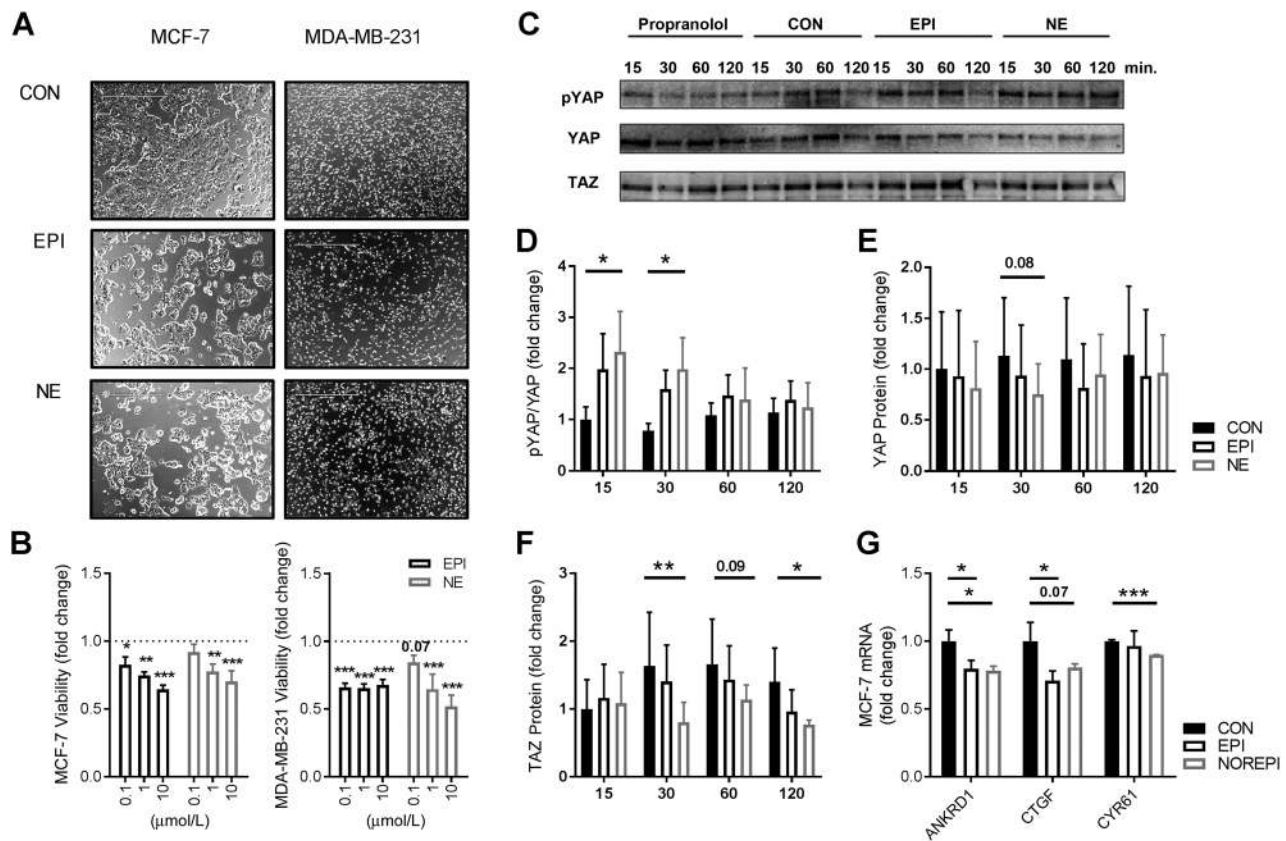 A
MCF-7 MDA-MB-231
CON
EPI
NE
B
MCF-7 Viability (fold change)
1.5
1.0
0.5
0.0
* ** *** ** ***
0.1 1 10 0.1 1 10
(μmol/L)
MDA-MB-231 Viability (fold change)
1.5
1.0
0.5
0.0
EPI
NE
*** *** *** 0.07 *** ***
0.1 1 10 0.1 1 10
(μmol/L)
C
Propranolol CON EPI NE
15 30 60 120 15 30 60 120 15 30 60 120 15 30 60 120 min.
pYAP
YAP
TAZ
D
pYAP/YAP (fold change)
4
3
2
1
0
* *
15 30 60 120
E
YAP Protein (fold change)
2.0
1.5
1.0
0.5
0.0
0.08
15 30 60 120
CON
EPI
NE
F
TAZ Protein (fold change)
3
2
1
0
** 0.09 *
15 30 60 120
G
MCF-7 mRNA
(fold change)
1.5
1.0
0.5
0.0
* * ***
* 0.07
ANKRD1 CTGF CYR61
CON
EPI
NOREPI